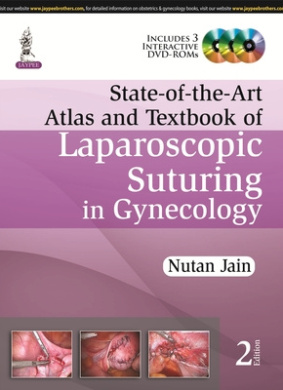 visit our website www.jaypeebrothers.com, for detailed information on obstetrics & gynecology books, visit our website www.jaypeebrothers.c
JAYPEE
INCLUDES 3
INTERACTIVE
DVD-ROMs
State-of-the-Art
Atlas and Textbook of
Laparoscopic
Suturing
in Gynecology
Nutan Jain
2
Edition